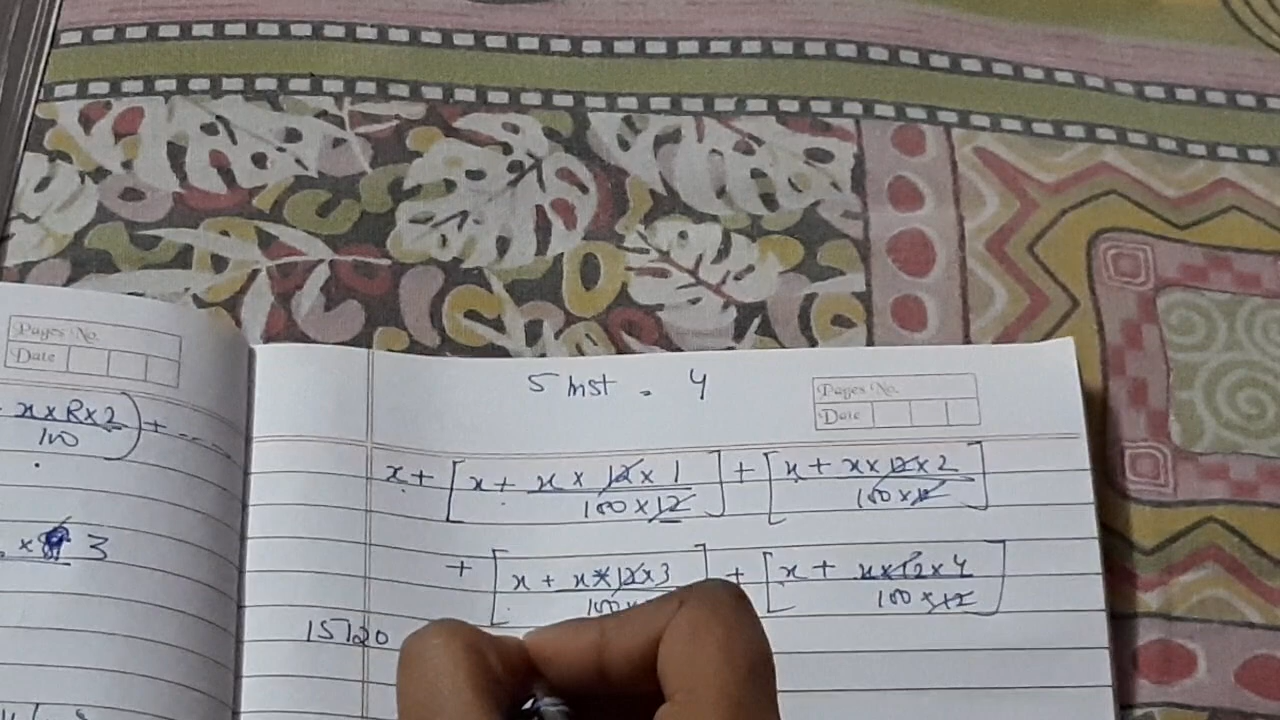 Pages No.
Date
x × R × 2) + ----
100
× 3
5 Inst = 4
Pages No.
Date
x + [x + x × 12 × 1 / 100 × 12] + [x + x × 12 × 2 / 100 × 12]
+ [x + x × 12 × 3 / 100 ×] + [x + x × 12 × 4 / 100 × 12]
15720